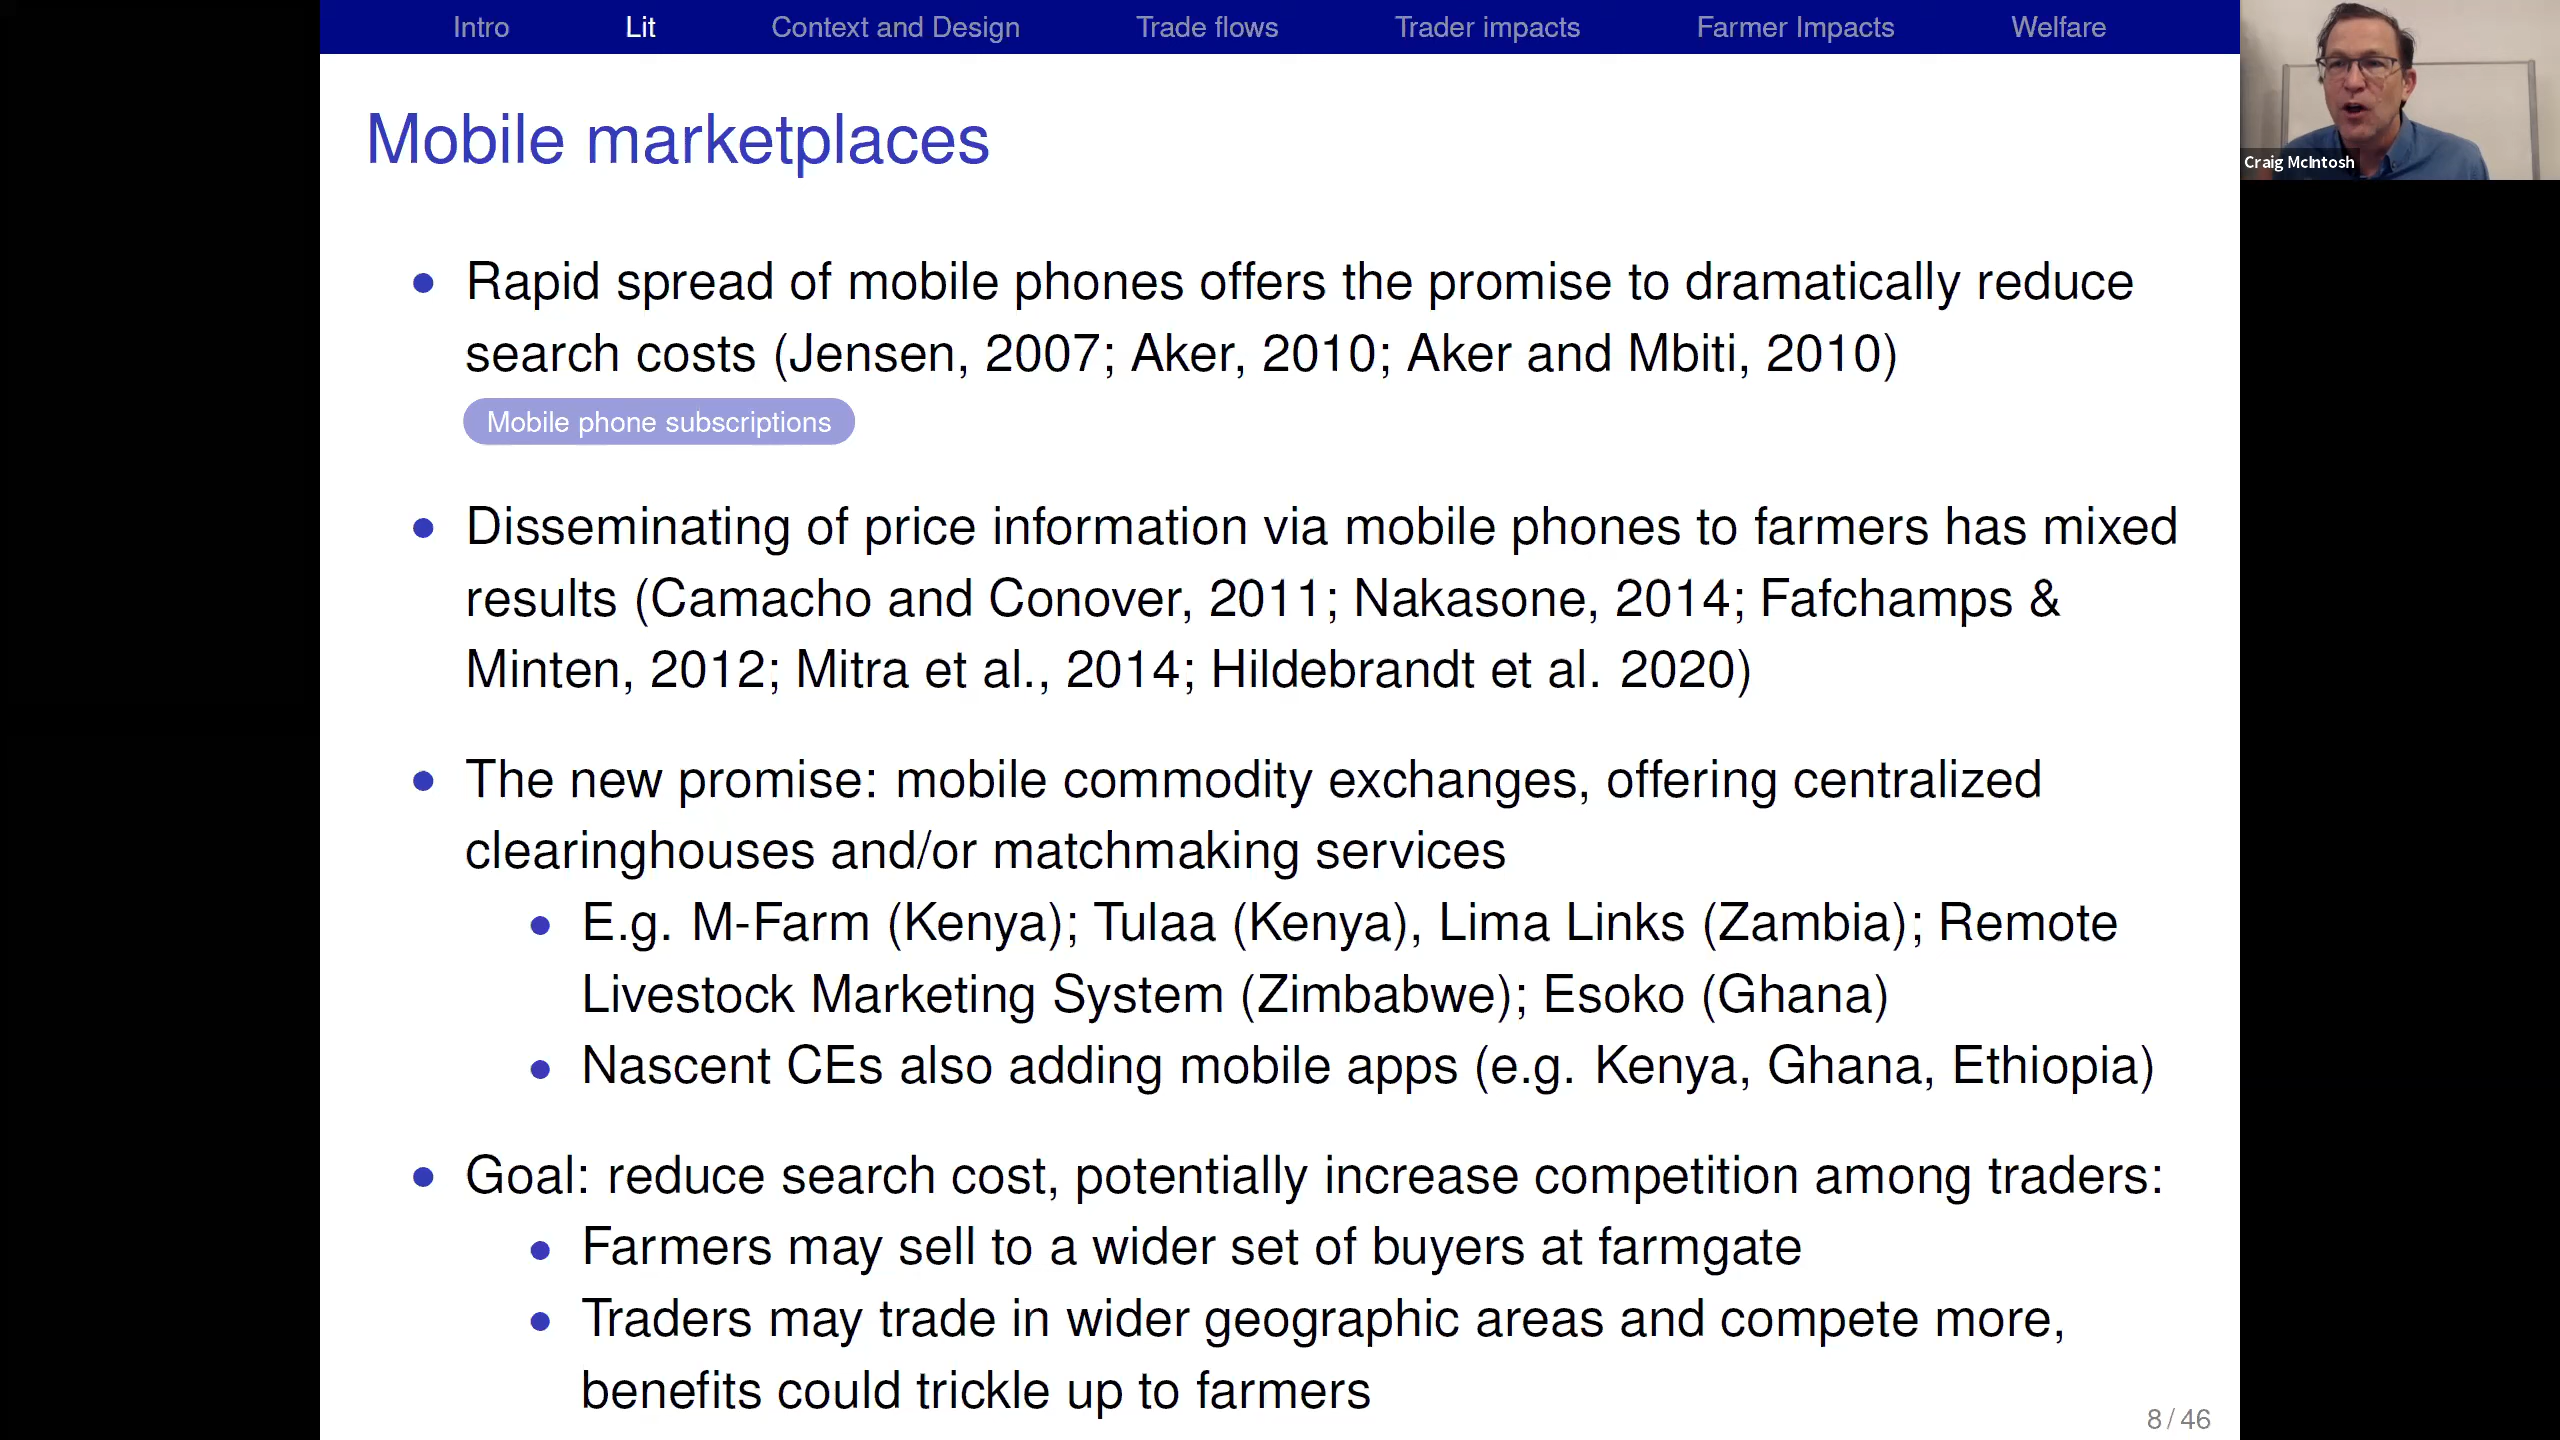 Intro Lit Context and Design Trade flows Trader impacts Farmer Impacts Welfare
Craig McIntosh
Mobile marketplaces
Rapid spread of mobile phones offers the promise to dramatically reduce
search costs (Jensen, 2007; Aker, 2010; Aker and Mbiti, 2010)
Mobile phone subscriptions
Disseminating of price information via mobile phones to farmers has mixed
results (Camacho and Conover, 2011; Nakasone, 2014; Fafchamps &
Minten, 2012; Mitra et al., 2014; Hildebrandt et al. 2020)
The new promise: mobile commodity exchanges, offering centralized
clearinghouses and/or matchmaking services
E.g. M-Farm (Kenya); Tulaa (Kenya), Lima Links (Zambia); Remote
Livestock Marketing System (Zimbabwe); Esoko (Ghana)
Nascent CEs also adding mobile apps (e.g. Kenya, Ghana, Ethiopia)
Goal: reduce search cost, potentially increase competition among traders:
Farmers may sell to a wider set of buyers at farmgate
Traders may trade in wider geographic areas and compete more,
benefits could trickle up to farmers
8 / 46